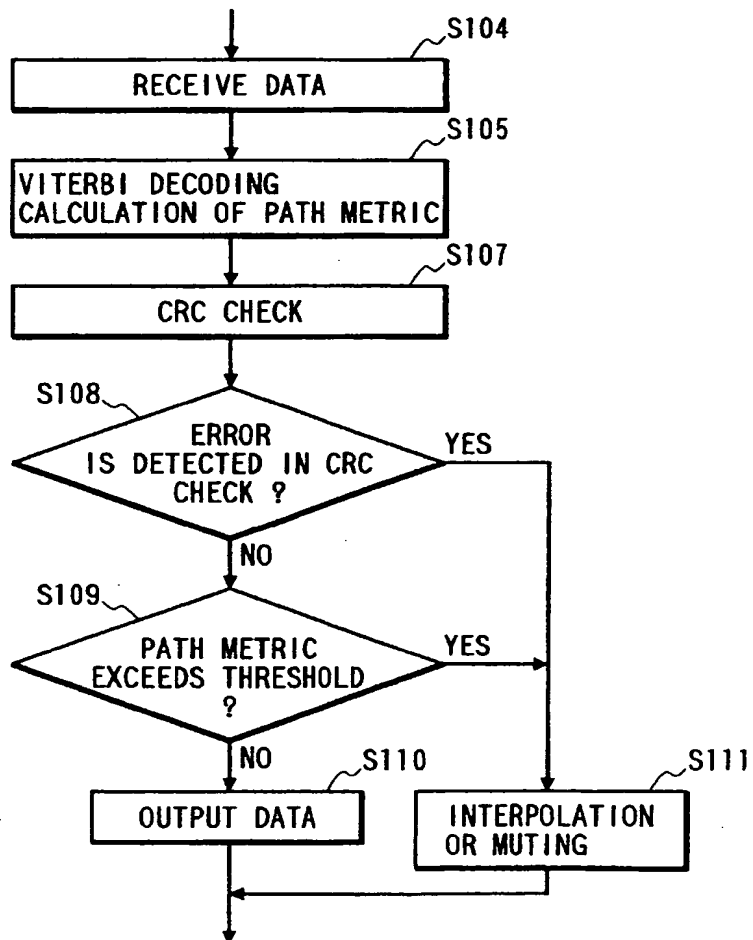 S104
RECEIVE DATA
S105
VITERBI DECODING
CALCULATION OF PATH METRIC
S107
CRC CHECK
S108
ERROR
IS DETECTED IN CRC
CHECK ?
YES
NO
S109
PATH METRIC
EXCEEDS THRESHOLD
?
YES
NO
S110
OUTPUT DATA
S111
INTERPOLATION
OR MUTING